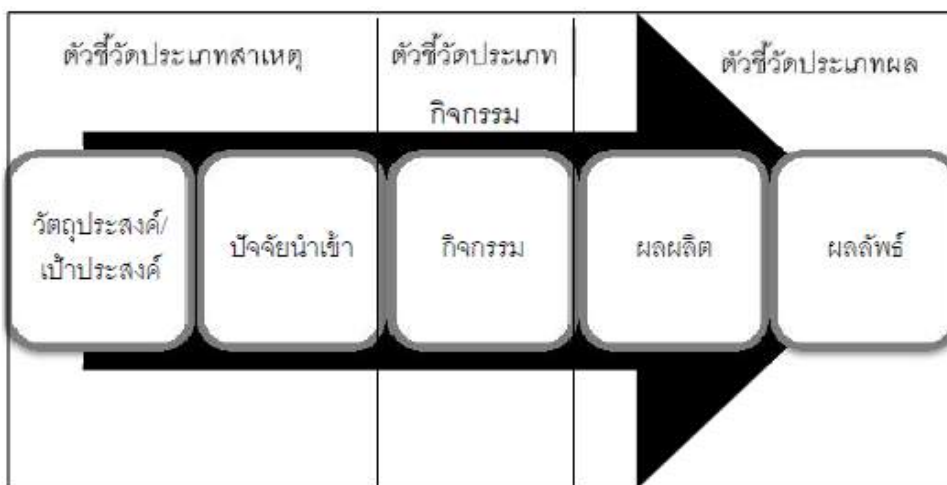 ตัวชี้วัดประเภทสาเหตุ
ตัวชี้วัดประเภท
กิจกรรม
ตัวชี้วัดประเภทผล
วัตถุประสงค์/
เป้าประสงค์
ปัจจัยนำเข้า
กิจกรรม
ผลผลิต
ผลลัพธ์